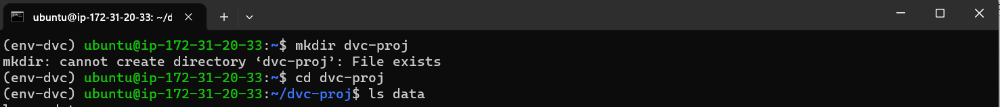 ubuntu@ip-172-31-20-33: ~/d
(env-dvc) ubuntu@ip-172-31-20-33:~$ mkdir dvc-proj
mkdir: cannot create directory ‘dvc-proj’: File exists
(env-dvc) ubuntu@ip-172-31-20-33:~$ cd dvc-proj
(env-dvc) ubuntu@ip-172-31-20-33:~/dvc-proj$ ls data